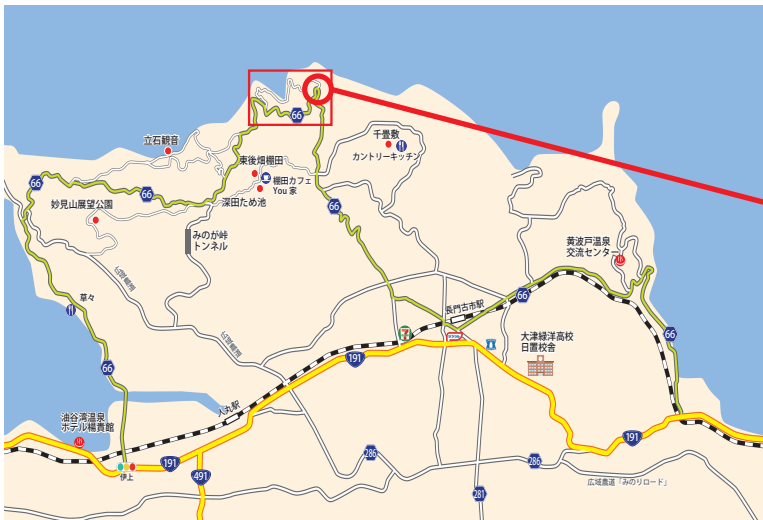 66
立石観音
千畳敷
カントリーキッチン
東後畑棚田
棚田カフェ
You 家
深田ため池
66
66
66
妙見山展望公園
みのが峠
トンネル
黄波戸温泉
交流センター
草々
66
長門古市駅
7
大津緑洋高校
日置校舎
66
66
191
人丸駅
油谷湾温泉
ホテル楊貴館
191
191
伊上
491
286
286
281
広域農道「みのりロード」